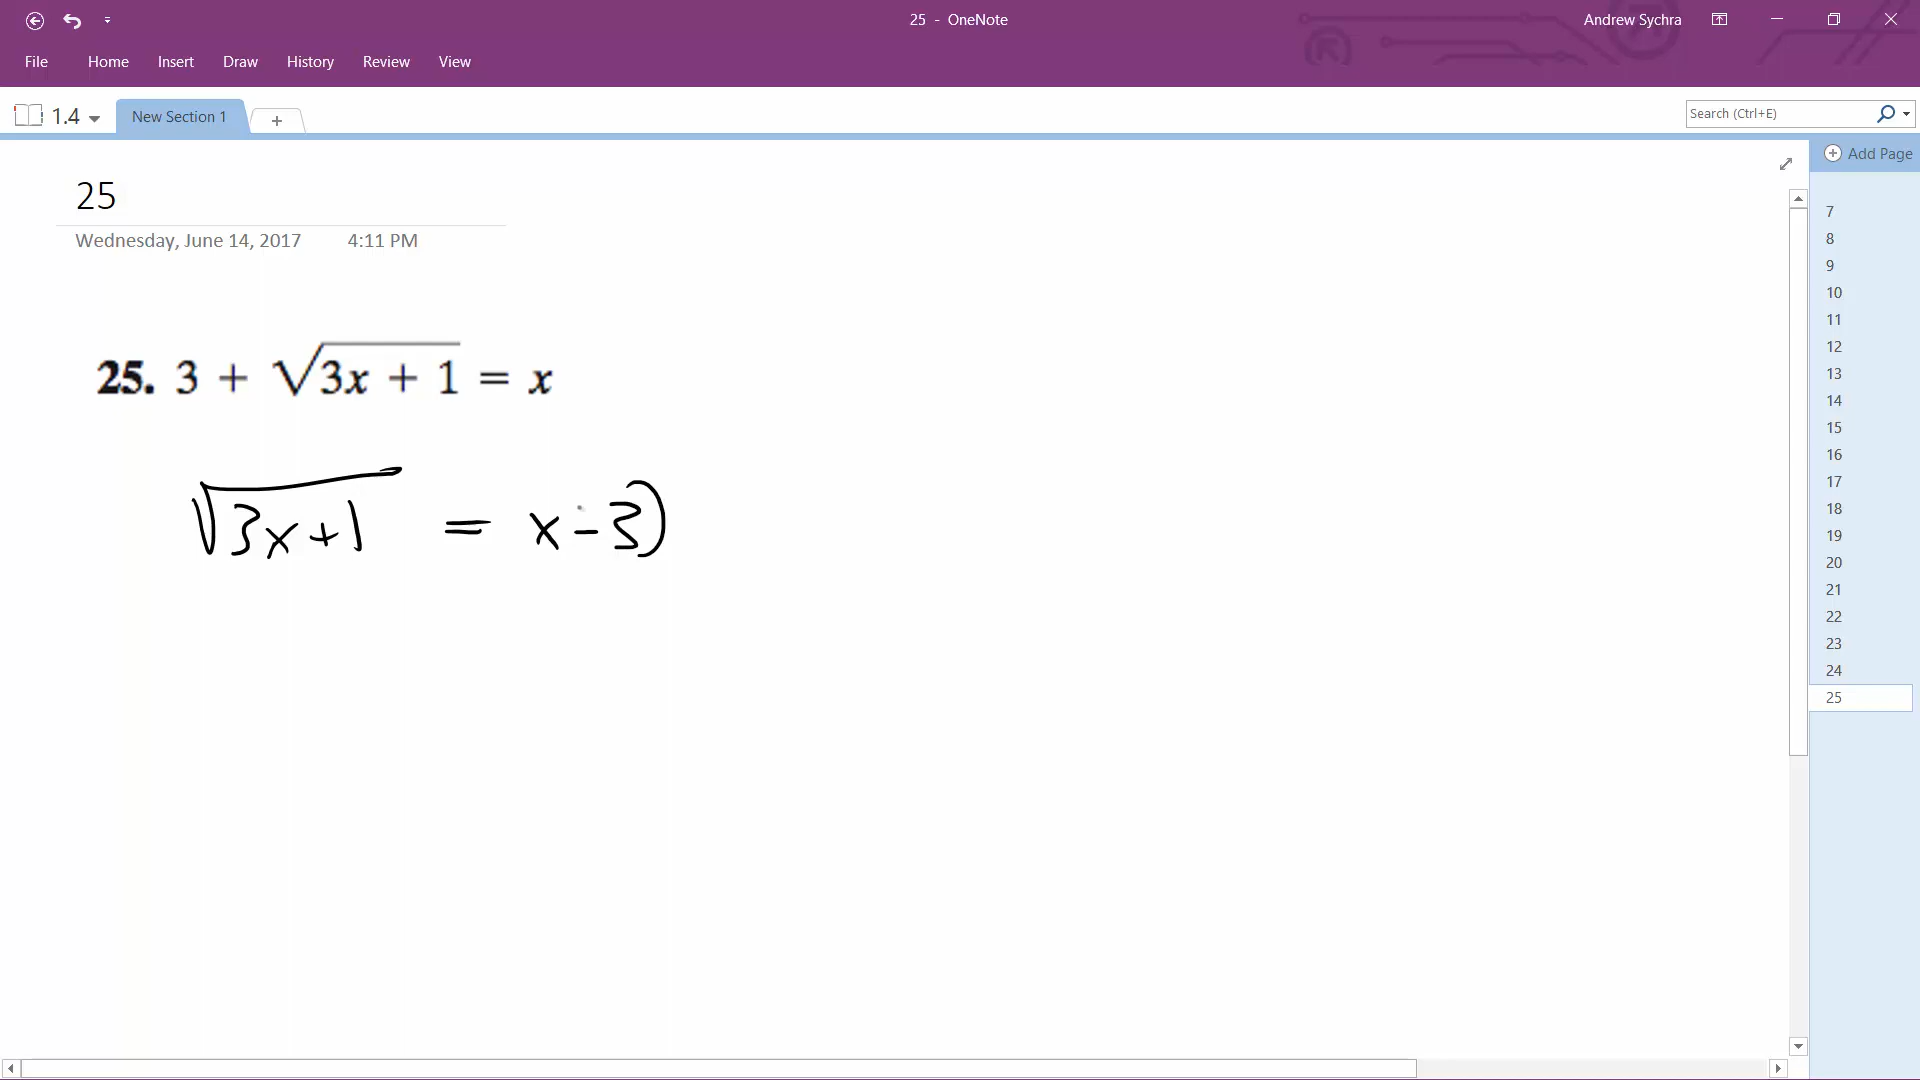 25 - OneNote
Andrew Sychra
File Home Insert Draw History Review View
1.4 New Section 1 +
Search (Ctrl+E)
Add Page
25
Wednesday, June 14, 2017 4:11 PM
25. 3 + √3x + 1 = x
√3x+1 = x-3)
7
8
9
10
11
12
13
14
15
16
17
18
19
20
21
22
23
24
25